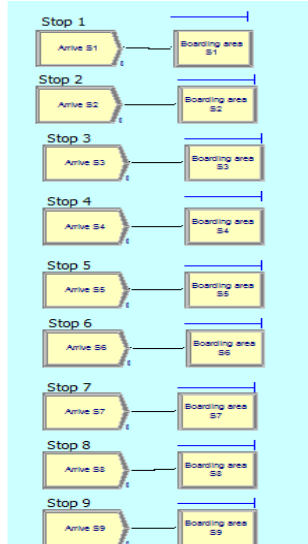 Stop 1
Arrive S1
Boarding area
S1
Stop 2
Arrive S2
Boarding area
S2
Stop 3
Arrive S3
Boarding area
S3
Stop 4
Arrive S4
Boarding area
S4
Stop 5
Arrive S5
Boarding area
S5
Stop 6
Arrive S6
Boarding area
S6
Stop 7
Arrive S7
Boarding area
S7
Stop 8
Arrive S8
Boarding area
S8
Stop 9
Arrive S9
Boarding area
S9